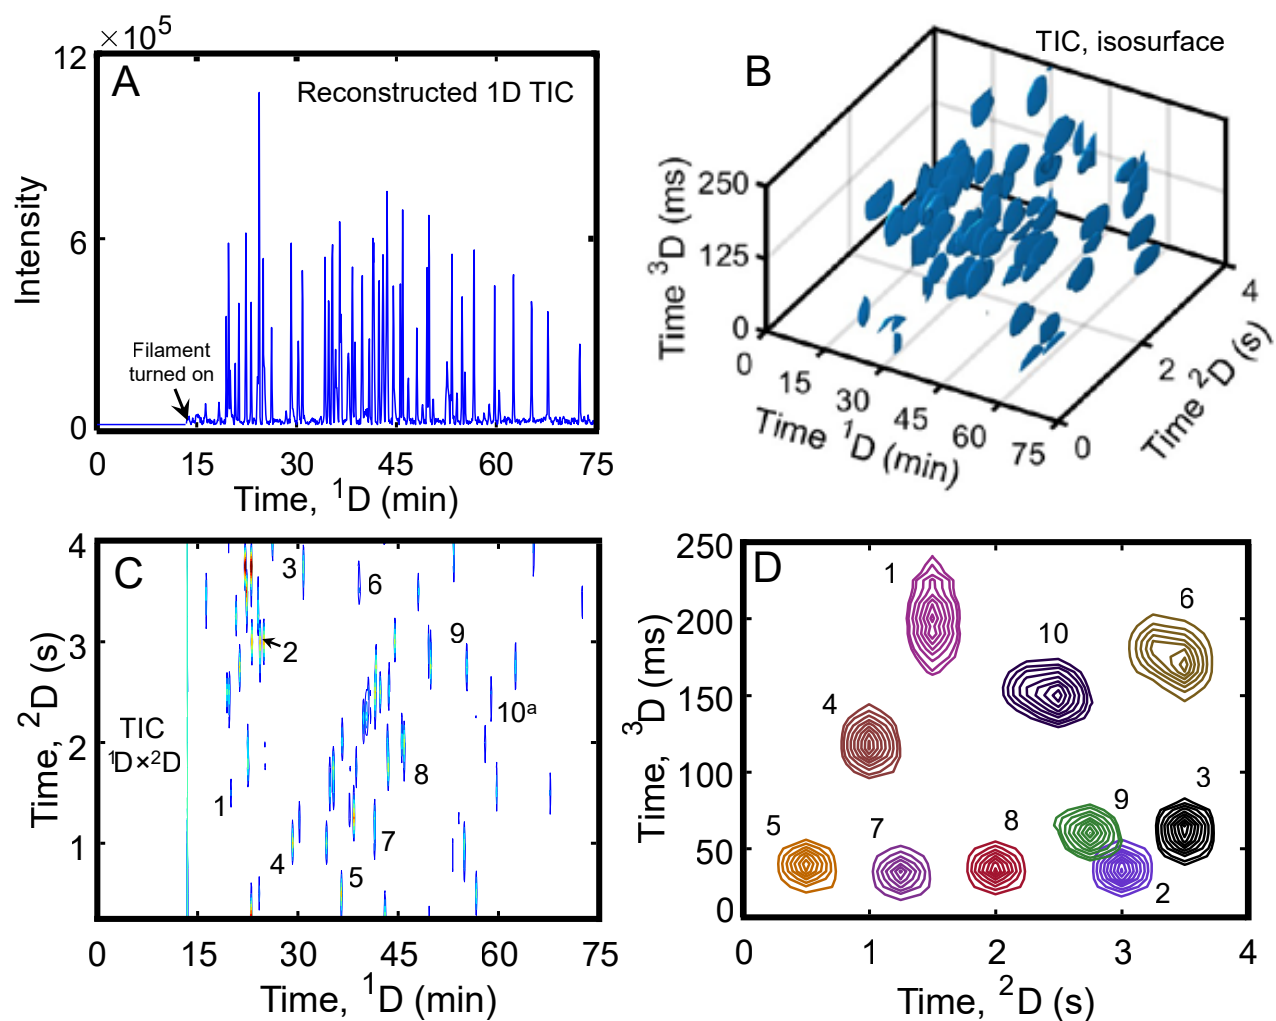 ×10⁵
12
A
Reconstructed 1D TIC
Intensity
6
Filament
turned on
0
0 15 30 45 60 75
Time, ¹D (min)
B
TIC, isosurface
Time ³D (ms)
250
125
0
0 15 30 45 60 75
Time ¹D (min)
0 2 4
Time ²D (s)
C
4
3
2
1
Time, ²D (s)
TIC
¹D×²D
3
6
9
2
10ᵃ
1
8
7
4
5
0 15 30 45 60 75
Time, ¹D (min)
D
250
200
150
100
50
0
Time, ³D (ms)
1
6
10
4
3
9
5
7
8
2
0 1 2 3 4
Time, ²D (s)